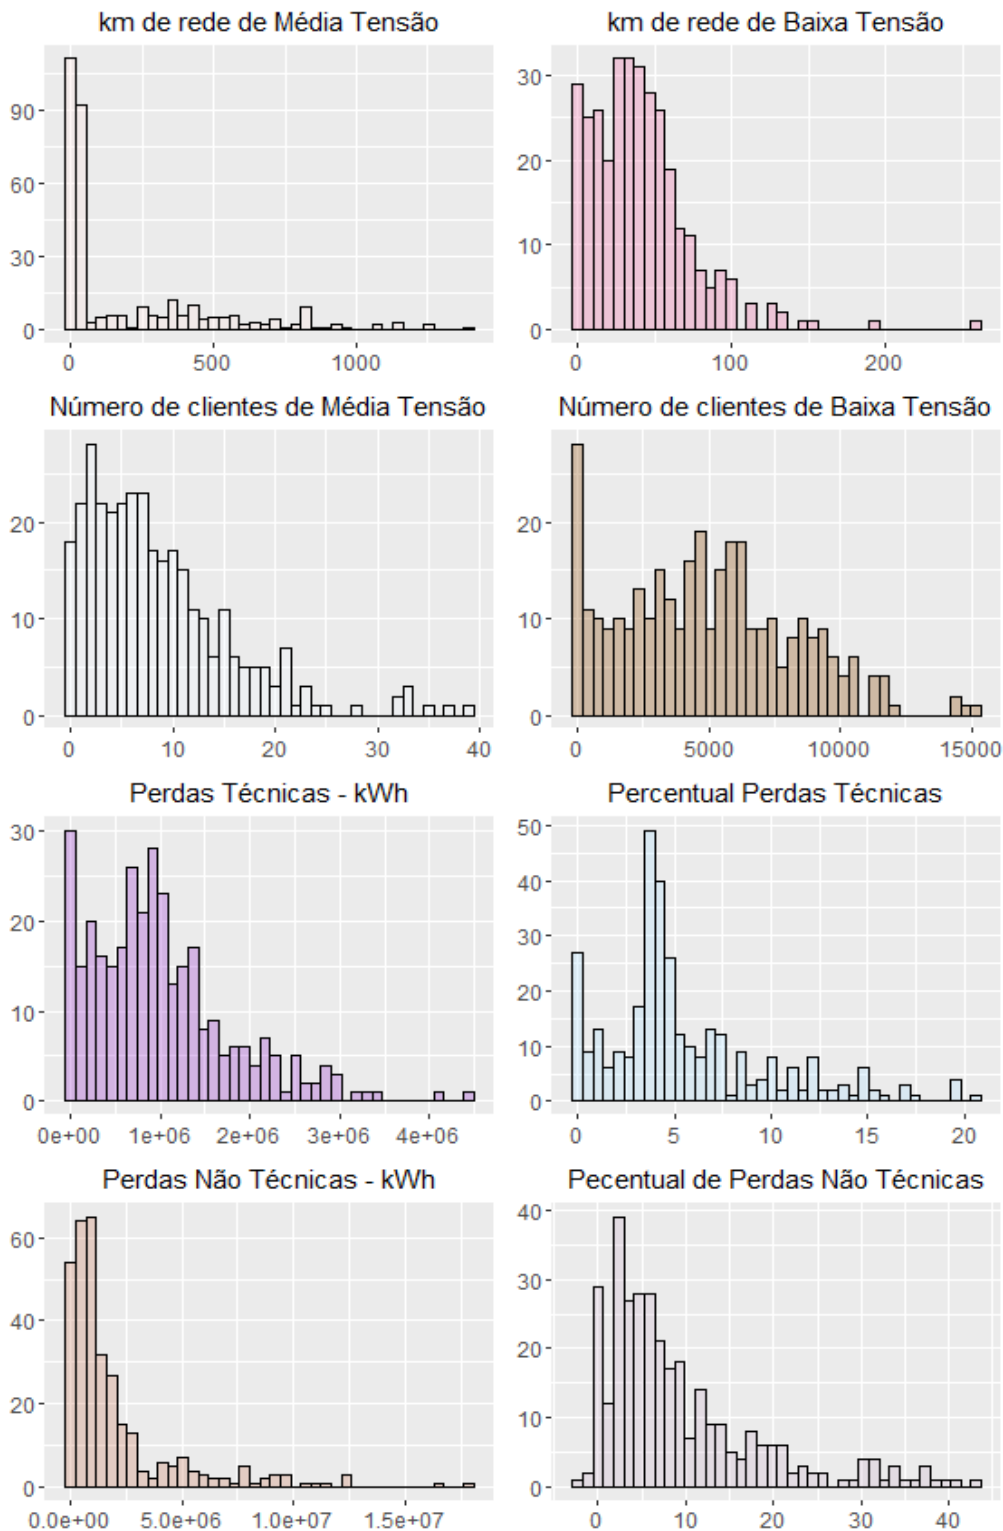 km de rede de Média Tensão
90
60
30
0
0 500 1000
km de rede de Baixa Tensão
30
20
10
0
0 100 200
Número de clientes de Média Tensão
20
10
0
0 10 20 30 40
Número de clientes de Baixa Tensão
20
10
0
0 5000 10000 15000
Perdas Técnicas - kWh
30
20
10
0
0e+00 1e+06 2e+06 3e+06 4e+06
Percentual Perdas Técnicas
50
40
30
20
10
0
0 5 10 15 20
Perdas Não Técnicas - kWh
60
40
20
0
0.0e+00 5.0e+06 1.0e+07 1.5e+07
Pecentual de Perdas Não Técnicas
40
30
20
10
0
0 10 20 30 40